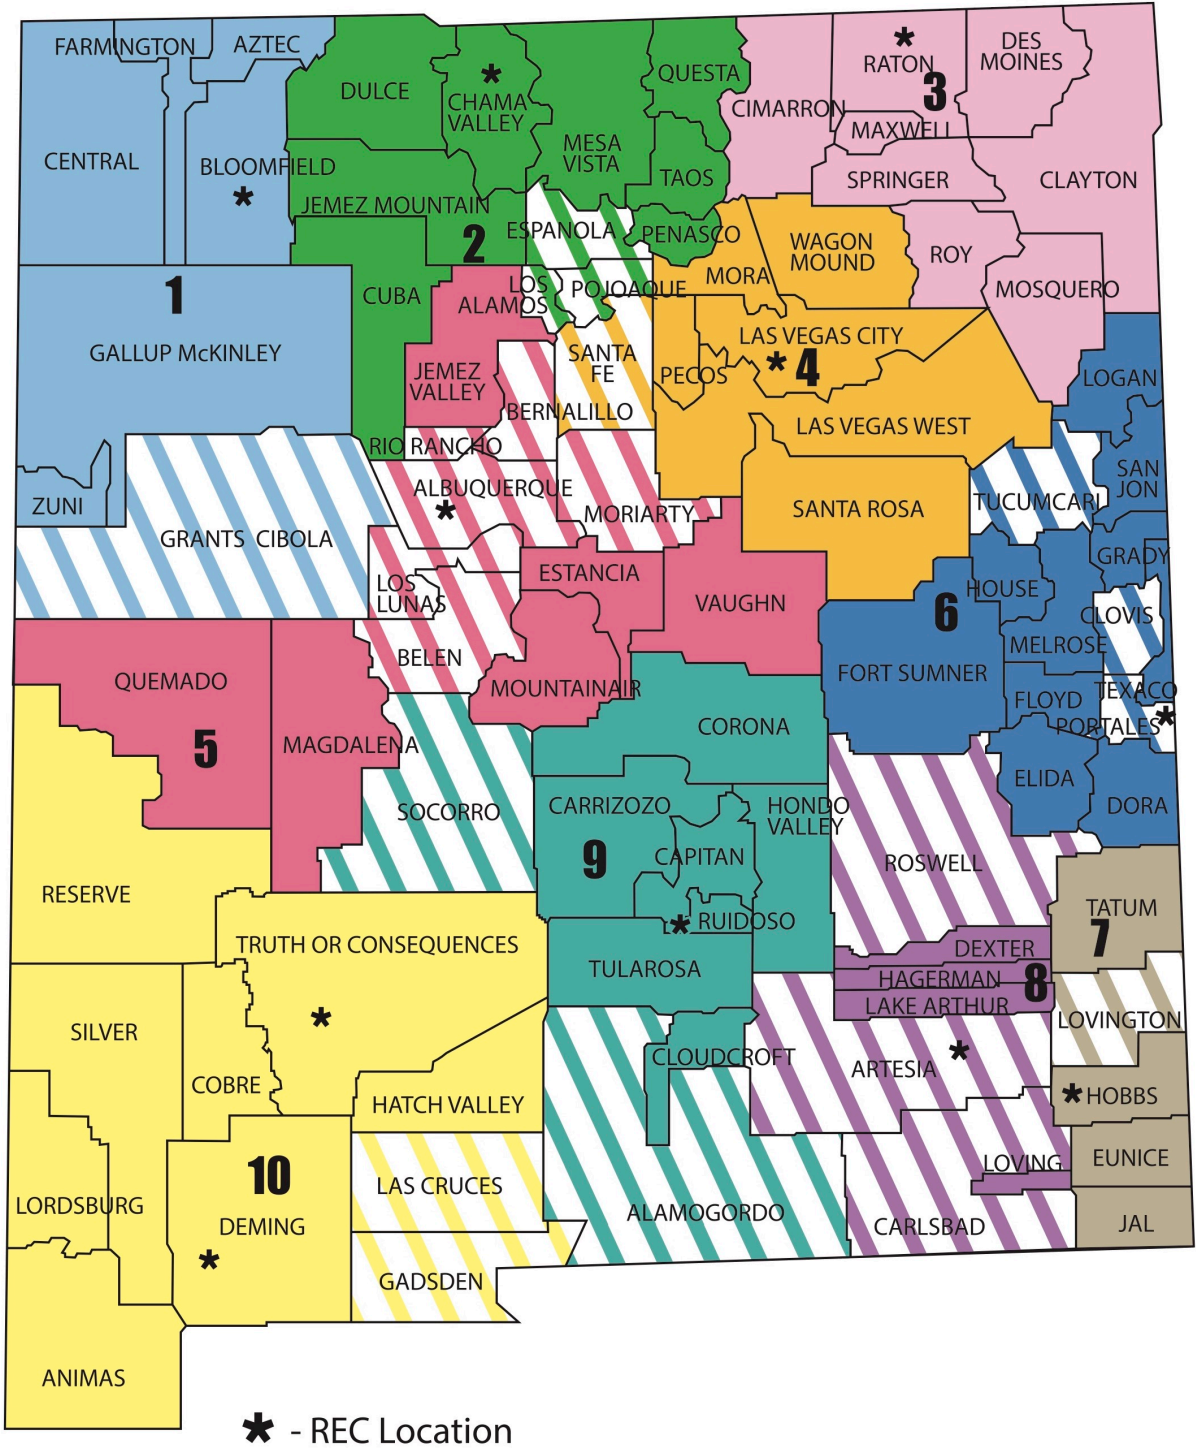 FARMINGTON
AZTEC
CENTRAL
BLOOMFIELD
*
1
GALLUP McKINLEY
ZUNI
GRANTS CIBOLA
DULCE
*
CHAMA
VALLEY
MESA
VISTA
QUESTA
TAOS
JEMEZ MOUNTAIN
2
ESPANOLA
PENASCO
CUBA
LOS
ALAMOS
POJOAQUE
CIMARRON
*
RATON
3
DES
MOINES
MAXWELL
SPRINGER
CLAYTON
ROY
MOSQUERO
WAGON
MOUND
MORA
LAS VEGAS CITY
* 4
PECOS
LAS VEGAS WEST
SANTA ROSA
SANTA
FE
JEMEZ
VALLEY
BERNALILLO
RIO RANCHO
ALBUQUERQUE
*
MORIARTY
LOS
LUNAS
ESTANCIA
VAUGHN
BELEN
MOUNTAINAIR
QUEMADO
5
MAGDALENA
LOGAN
SAN
JON
TUCUMCARI
GRADY
HOUSE
6
CLOVIS
MELROSE
FORT SUMNER
FLOYD
TEXACO
PORTALES
*
ELIDA
DORA
SOCORRO
CORONA
CARRIZOZO
HONDO
VALLEY
9
CAPITAN
* RUIDOSO
TULAROSA
CLOUDCROFT
ALAMOGORDO
ROSWELL
DEXTER
HAGERMAN
8
LAKE ARTHUR
ARTESIA
*
LOVING
CARLSBAD
TATUM
7
LOVINGTON
* HOBBS
EUNICE
JAL
RESERVE
TRUTH OR CONSEQUENCES
*
SILVER
COBRE
HATCH VALLEY
LORDSBURG
10
DEMING
*
LAS CRUCES
GADSDEN
ANIMAS
* - REC Location